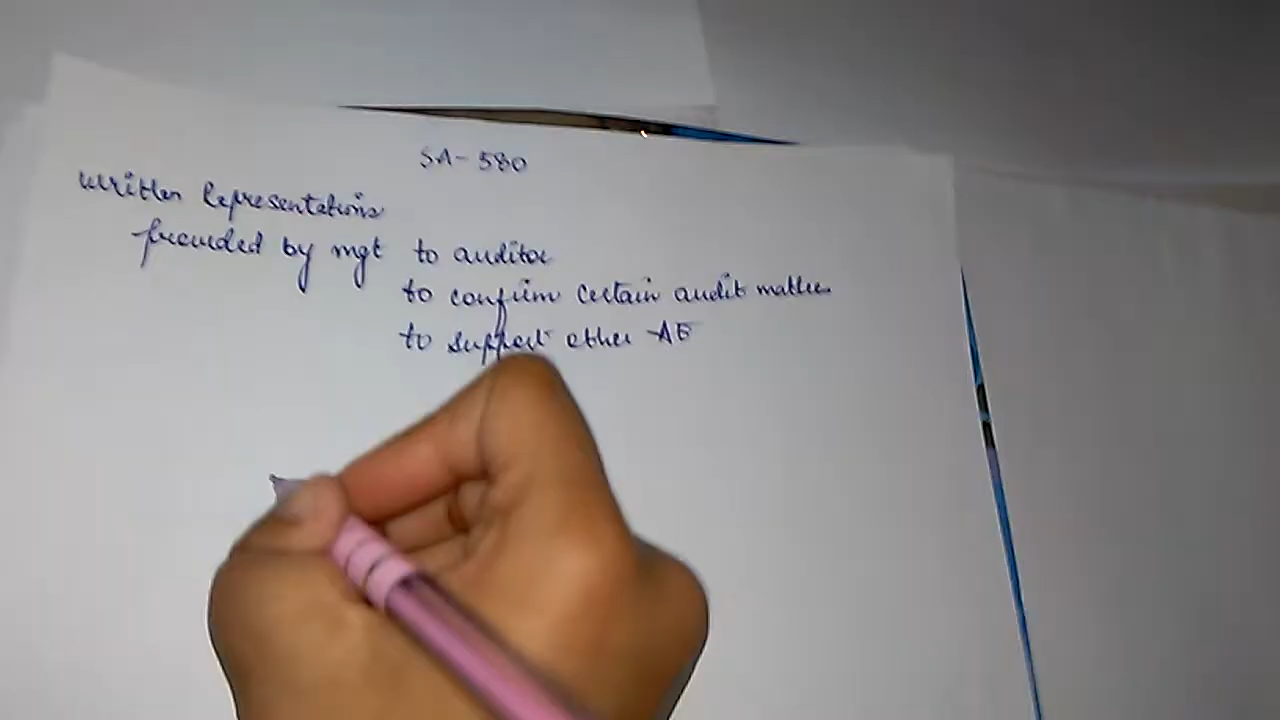 SA-580
Written Representations
provided by mgt to auditor
to confirm certain audit matter
to support other AE